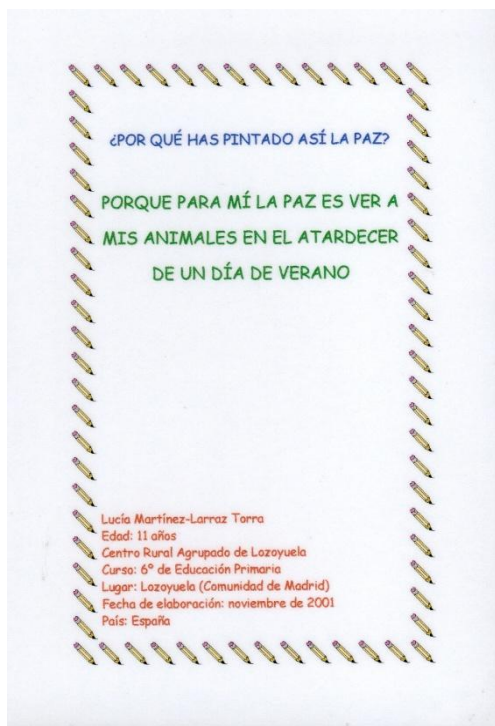 ¿POR QUÉ HAS PINTADO ASÍ LA PAZ?
PORQUE PARA MÍ LA PAZ ES VER A
MIS ANIMALES EN EL ATARDECER
DE UN DÍA DE VERANO
Lucía Martínez-Larraz Torra
Edad: 11 años
Centro Rural Agrupado de Lozoyuela
Curso: 6º de Educación Primaria
Lugar: Lozoyuela (Comunidad de Madrid)
Fecha de elaboración: noviembre de 2001
País: España